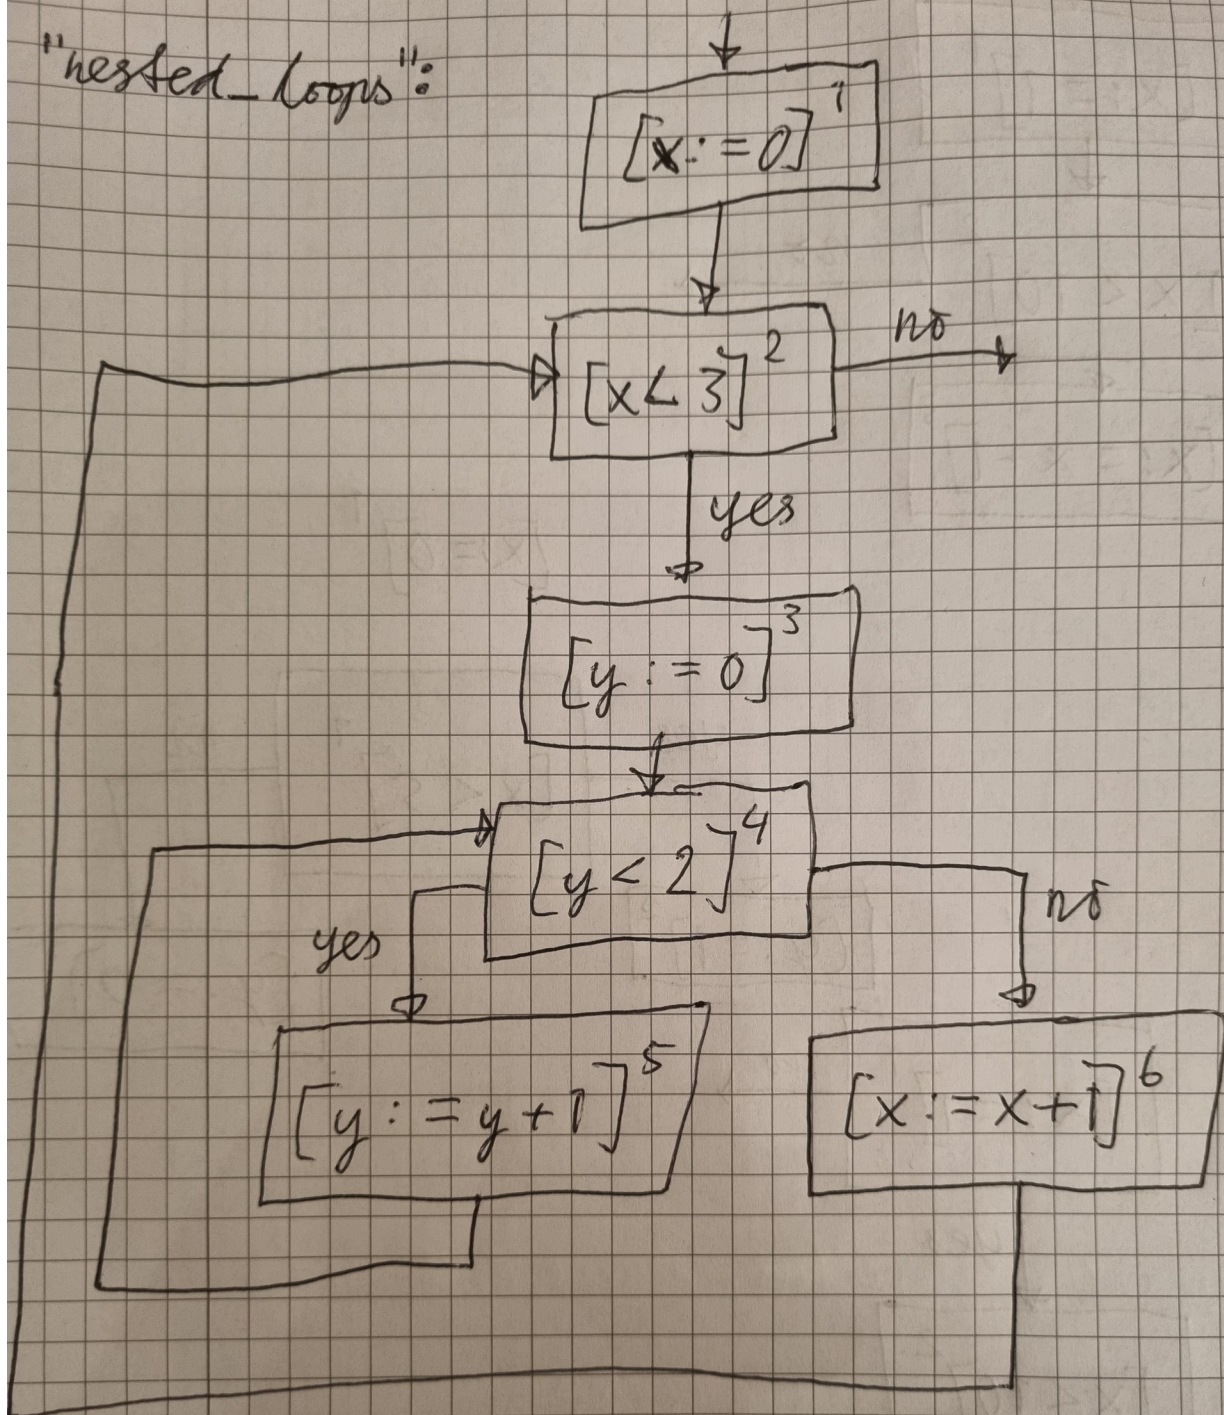 "nested_loops":
[x:=0]^1
[x < 3]^2
no
yes
[y := 0]^3
[y < 2]^4
no
yes
[y := y + 1]^5
[x := x + 1]^6